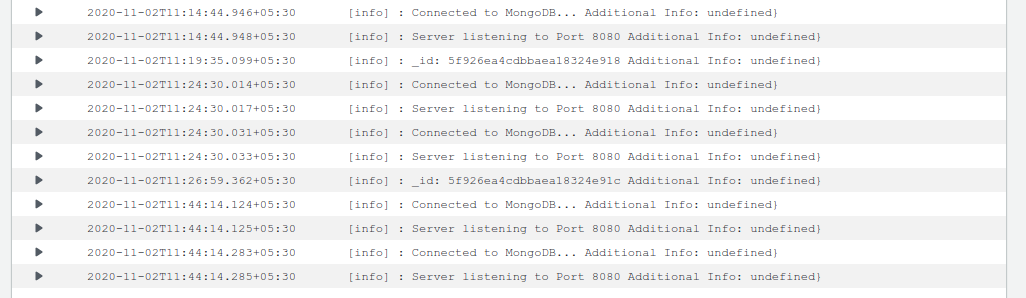 2020-11-02T11:14:44.946+05:30 [info] : Connected to MongoDB... Additional Info: undefined}
2020-11-02T11:14:44.948+05:30 [info] : Server listening to Port 8080 Additional Info: undefined}
2020-11-02T11:19:35.099+05:30 [info] : _id: 5f926ea4cdbbaea18324e918 Additional Info: undefined}
2020-11-02T11:24:30.014+05:30 [info] : Connected to MongoDB... Additional Info: undefined}
2020-11-02T11:24:30.017+05:30 [info] : Server listening to Port 8080 Additional Info: undefined}
2020-11-02T11:24:30.031+05:30 [info] : Connected to MongoDB... Additional Info: undefined}
2020-11-02T11:24:30.033+05:30 [info] : Server listening to Port 8080 Additional Info: undefined}
2020-11-02T11:26:59.362+05:30 [info] : _id: 5f926ea4cdbbaea18324e91c Additional Info: undefined}
2020-11-02T11:44:14.124+05:30 [info] : Connected to MongoDB... Additional Info: undefined}
2020-11-02T11:44:14.125+05:30 [info] : Server listening to Port 8080 Additional Info: undefined}
2020-11-02T11:44:14.283+05:30 [info] : Connected to MongoDB... Additional Info: undefined}
2020-11-02T11:44:14.285+05:30 [info] : Server listening to Port 8080 Additional Info: undefined}